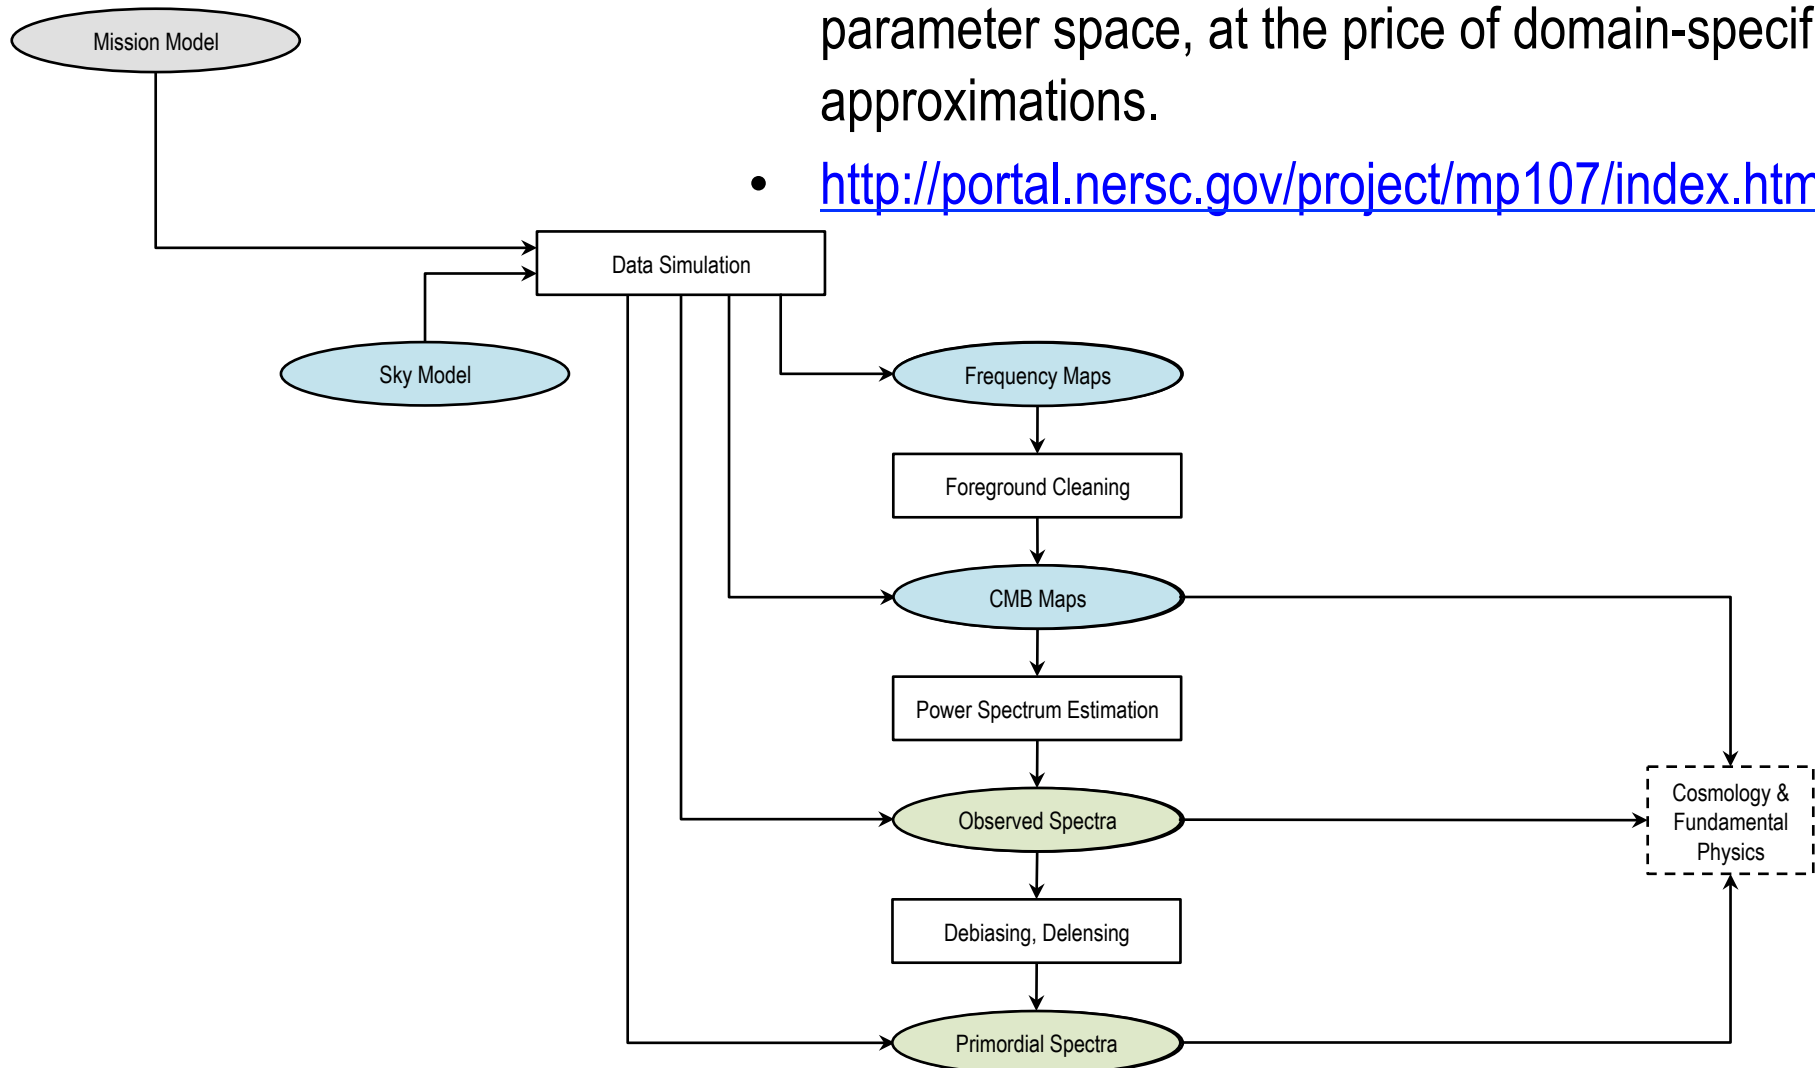 parameter space, at the price of domain-specif
approximations.
• http://portal.nersc.gov/project/mp107/index.htm
Mission Model
Data Simulation
Sky Model
Frequency Maps
Foreground Cleaning
CMB Maps
Power Spectrum Estimation
Observed Spectra
Cosmology &
Fundamental
Physics
Debiasing, Delensing
Primordial Spectra